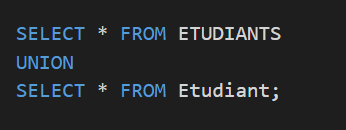 SELECT * FROM ETUDIANTS
UNION
SELECT * FROM Etudiant;